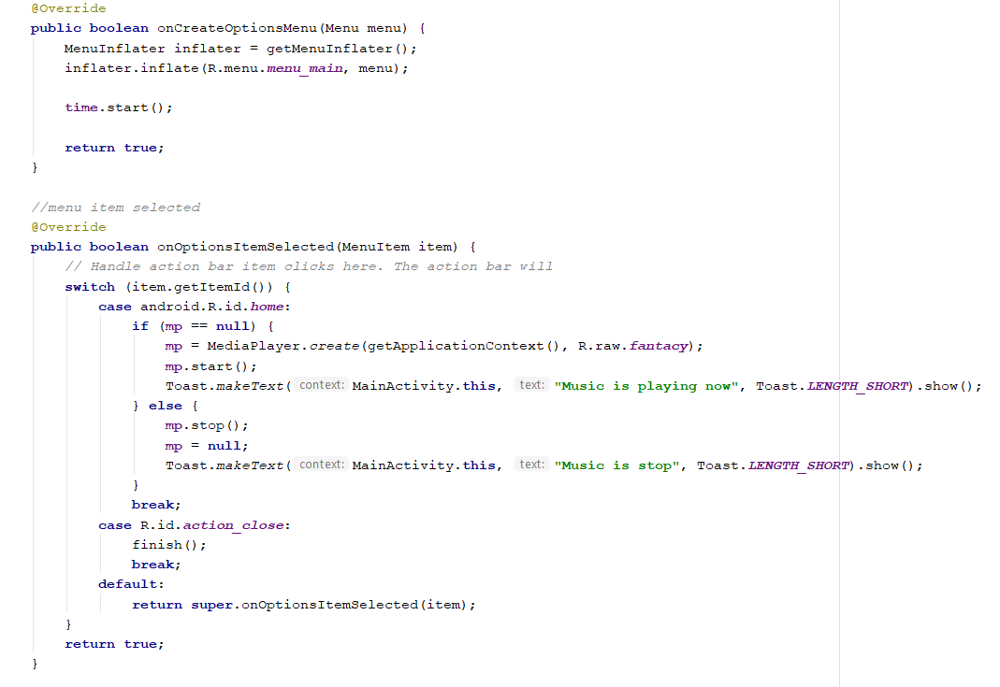 @Override
public boolean onCreateOptionsMenu(Menu menu) {
MenuInflater inflater = getMenuInflater();
inflater.inflate(R.menu.menu_main, menu);
time.start();
return true;
}
//menu item selected
@Override
public boolean onOptionsItemSelected(MenuItem item) {
// Handle action bar item clicks here. The action bar will
switch (item.getItemId()) {
case android.R.id.home:
if (mp == null) {
mp = MediaPlayer.create(getApplicationContext(), R.raw.fantacy);
mp.start();
Toast.makeText( context: MainActivity.this, text: "Music is playing now", Toast.LENGTH_SHORT).show();
} else {
mp.stop();
mp = null;
Toast.makeText( context: MainActivity.this, text: "Music is stop", Toast.LENGTH_SHORT).show();
}
break;
case R.id.action_close:
finish();
break;
default:
return super.onOptionsItemSelected(item);
}
return true;
}